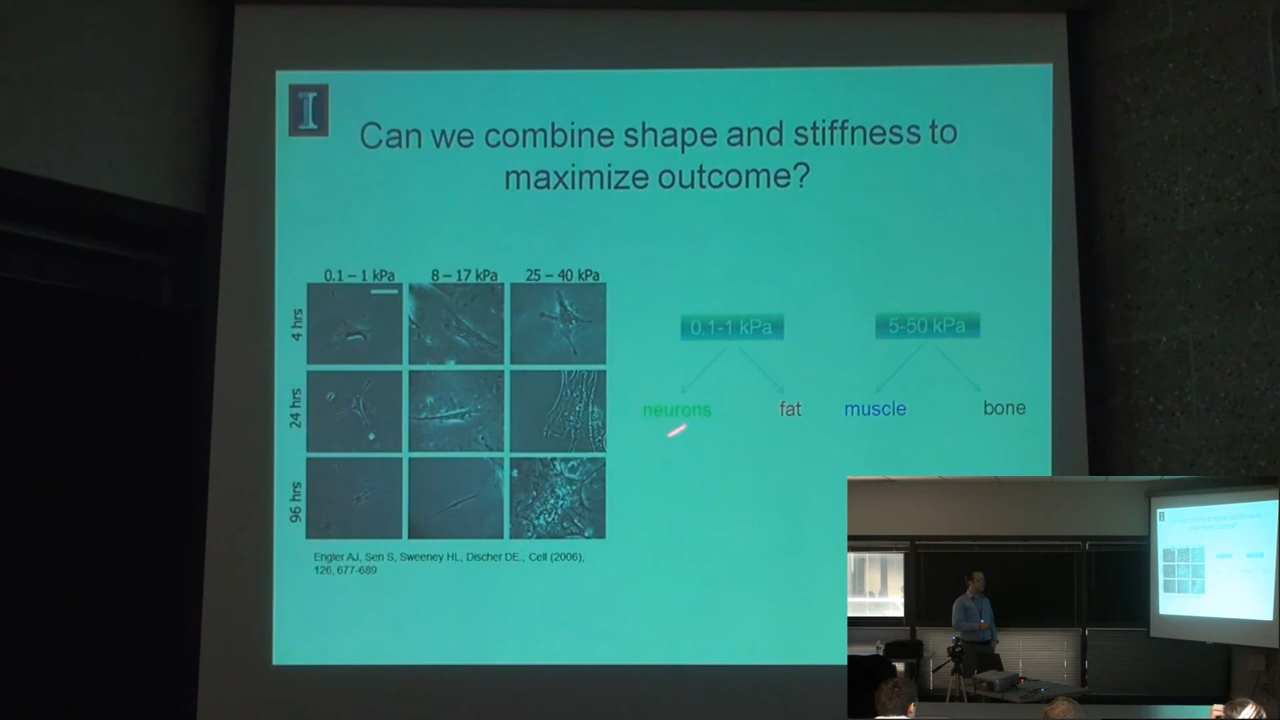 I
Can we combine shape and stiffness to
maximize outcome?
0.1 – 1 kPa 8 – 17 kPa 25 – 40 kPa
4 hrs
24 hrs
96 hrs
0.1-1 kPa 5-50 kPa
neurons fat muscle bone
Engler AJ, Sen S, Sweeney HL, Discher DE., Cell (2006),
126, 677-689